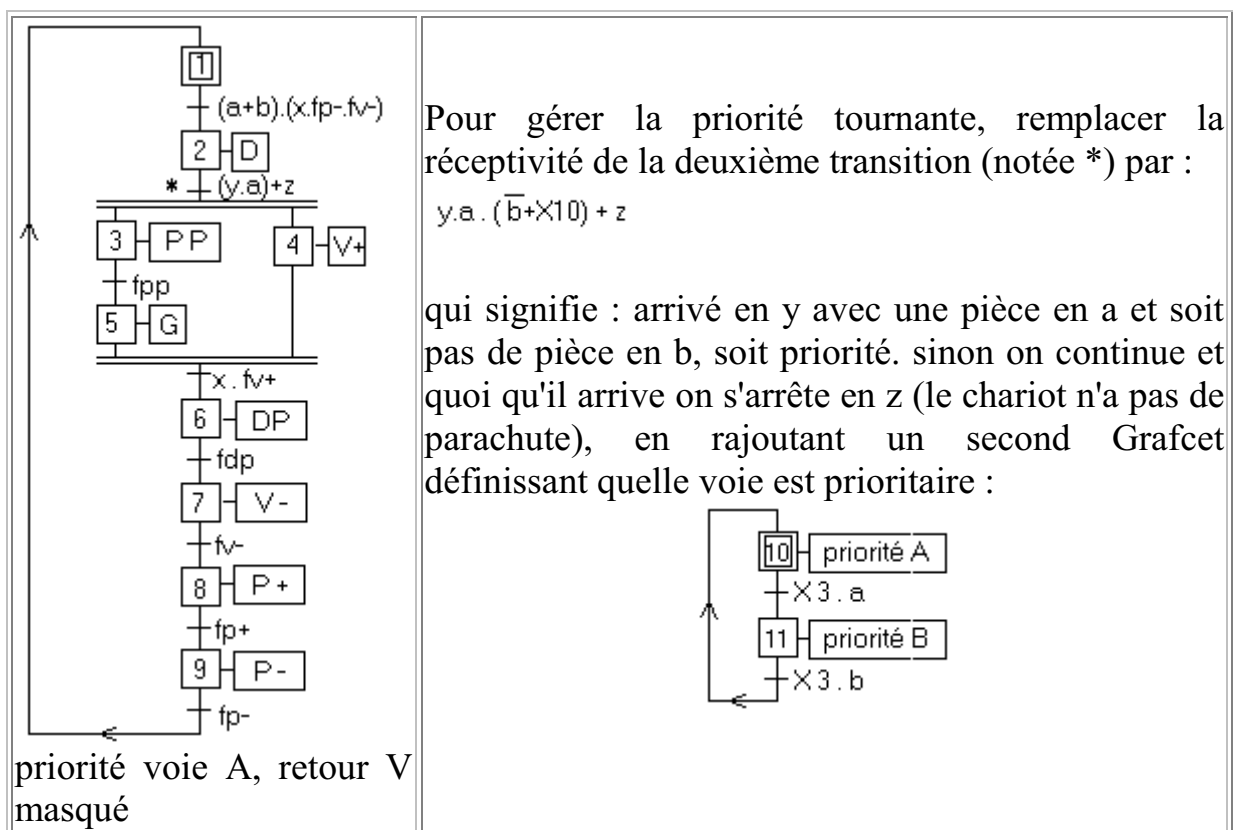 1
(a+b).(x.fp-.fv-)
2 D
* (y.a)+z
3 PP 4 V+
fpp
5 G
x.fv+
6 DP
fdp
7 V-
fv-
8 P+
fp+
9 P-
fp-
priorité voie A, retour V
masqué
Pour gérer la priorité tournante, remplacer la
réceptivité de la deuxième transition (notée *) par :
y.a.(b̅+X10)+z
qui signifie : arrivé en y avec une pièce en a et soit
pas de pièce en b, soit priorité. sinon on continue et
quoi qu'il arrive on s'arrête en z (le chariot n'a pas de
parachute), en rajoutant un second Grafcet
définissant quelle voie est prioritaire :
10 priorité A
X3.a
11 priorité B
X3.b